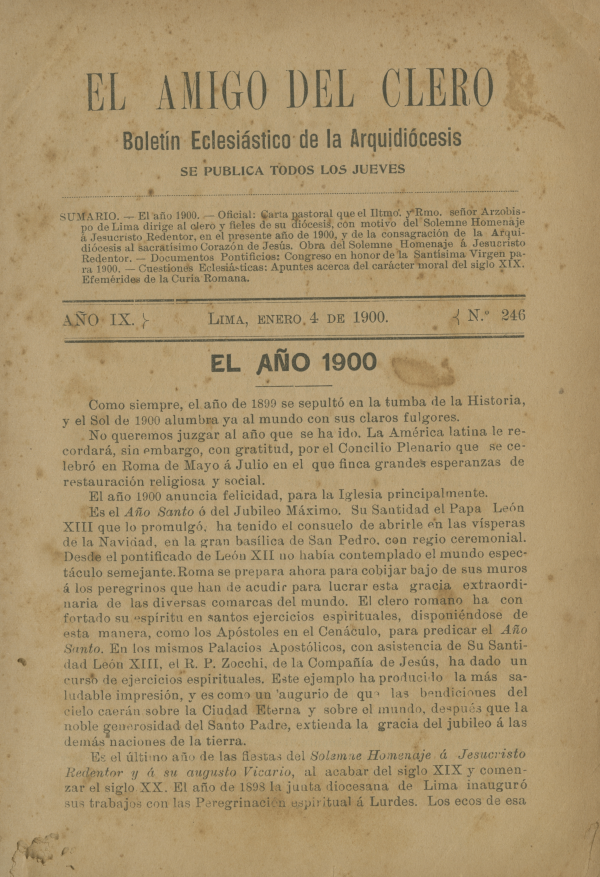 EL AMIGO DEL CLERO
Boletín Eclesiástico de la Arquidiócesis
SE PUBLICA TODOS LOS JUEVES
SUMARIO. — El año 1900. — Oficial: Carta pastoral que el Iltmo. y Rmo. señor Arzobis-
po de Lima dirige al clero y fieles de su diócesis, con motivo del Solemne Homenaje
á Jesucristo Redentor, en el presente año de 1900, y de la consagración de la Arqui-
diócesis al sacratisimo Corazón de Jesús. Obra del Solemne Homenaje á Jesucristo
Redentor. — Documentos Pontificios: Congreso en honor de la Santísima Virgen pa-
ra 1900. — Cuestiones Eclesiásticas: Apuntes acerca del carácter moral del siglo XIX.
Efemérides de la Curia Romana.
AÑO IX. } LIMA, ENERO 4 DE 1900. { N.º 246
EL AÑO 1900
Como siempre, el año de 1899 se sepultó en la tumba de la Historia,
y el Sol de 1900 alumbra ya al mundo con sus claros fulgores.
No queremos juzgar al año que se ha ido. La América latina le re-
cordará, sin embargo, con gratitud, por el Concilio Plenario que se ce-
lebró en Roma de Mayo á Julio en el que finca grandes esperanzas de
restauración religiosa y social.
El año 1900 anuncia felicidad, para la Iglesia principalmente.
Es el Año Santo ó del Jubileo Máximo. Su Santidad el Papa León
XIII que lo promulgó, ha tenido el consuelo de abrirle en las vísperas
de la Navidad, en la gran basílica de San Pedro, con regio ceremonial.
Desde el pontificado de León XII no había contemplado el mundo espec-
táculo semejante. Roma se prepara ahora para cobijar bajo de sus muros
á los peregrinos que han de acudir para lucrar esta gracia extraordi-
naria de las diversas comarcas del mundo. El clero romano ha con
fortado su espíritu en santos ejercicios espirituales, disponiéndose de
esta manera, como los Apóstoles en el Cenáculo, para predicar el Año
Santo. En los mismos Palacios Apostólicos, con asistencia de Su Santi-
dad León XIII, el R. P. Zocchi, de la Compañía de Jesús, ha dado un
curso de ejercicios espirituales. Este ejemplo ha producido la más sa-
ludable impresión, y es como un augurio de que las bendiciones del
cielo caerán sobre la Ciudad Eterna y sobre el mundo, después que la
noble generosidad del Santo Padre, extienda la gracia del jubileo á las
demás naciones de la tierra.
Es el último año de las fiestas del Solemne Homenaje á Jesucristo
Redentor y á su augusto Vicario, al acabar del siglo XIX y comen-
zar el siglo XX. El año de 1898 la junta diocesana de Lima inauguró
sus trabajos con las Peregrinación espiritual á Lurdes. Los ecos de esa